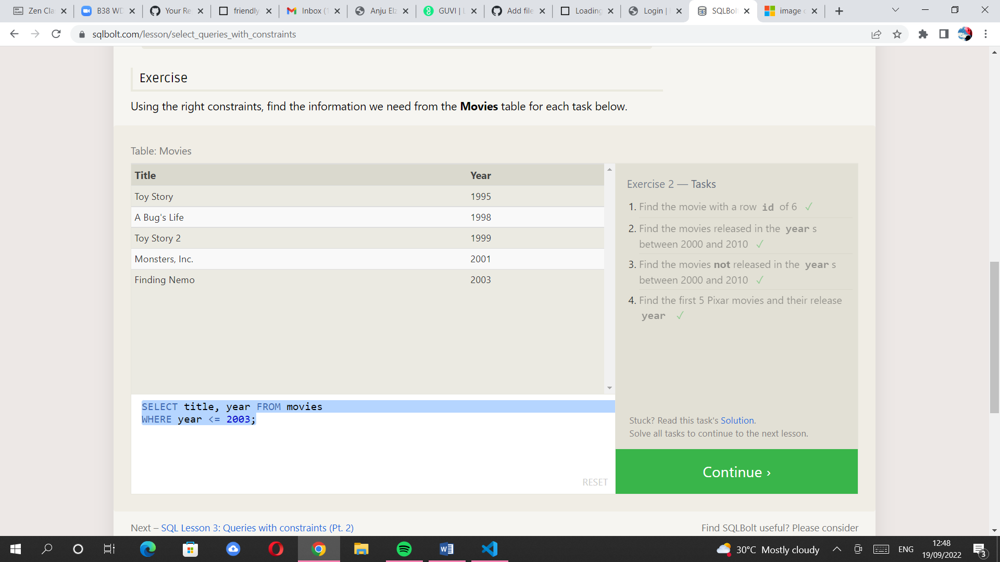 Zen Cla
B38 WD
Your Re
friendly
Inbox (1
Anju Elz
GUVI | L
Add file
Loading
Login |
SQLBolt
image
sqlbolt.com/lesson/select_queries_with_constraints
Exercise
Using the right constraints, find the information we need from the Movies table for each task below.
Table: Movies
Title Year
Toy Story 1995
A Bug's Life 1998
Toy Story 2 1999
Monsters, Inc. 2001
Finding Nemo 2003
SELECT title, year FROM movies
WHERE year <= 2003;
RESET
Exercise 2 — Tasks
1. Find the movie with a row id of 6 ✓
2. Find the movies released in the year s
between 2000 and 2010 ✓
3. Find the movies not released in the year s
between 2000 and 2010 ✓
4. Find the first 5 Pixar movies and their release
year ✓
Stuck? Read this task's Solution.
Solve all tasks to continue to the next lesson.
Continue ›
Next – SQL Lesson 3: Queries with constraints (Pt. 2)
Find SQLBolt useful? Please consider
30°C Mostly cloudy
ENG
12:48
19/09/2022
3